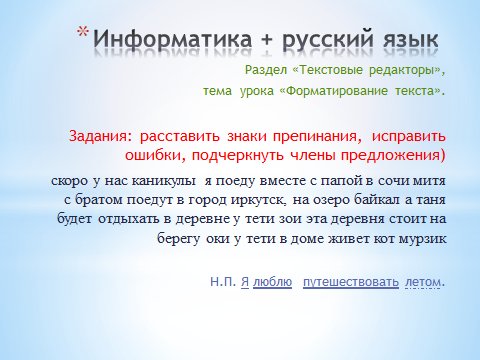 * Информатика + русский язык
Раздел «Текстовые редакторы»,
тема урока «Форматирование текста».
Задания: расставить знаки препинания, исправить
ошибки, подчеркнуть члены предложения)
скоро у нас каникулы я поеду вместе с папой в сочи митя
с братом поедут в город иркутск, на озеро байкал а таня
будет отдыхать в деревне у тети зои эта деревня стоит на
берегу оки у тети в доме живет кот мурзик
Н.П. Я люблю путешествовать летом.